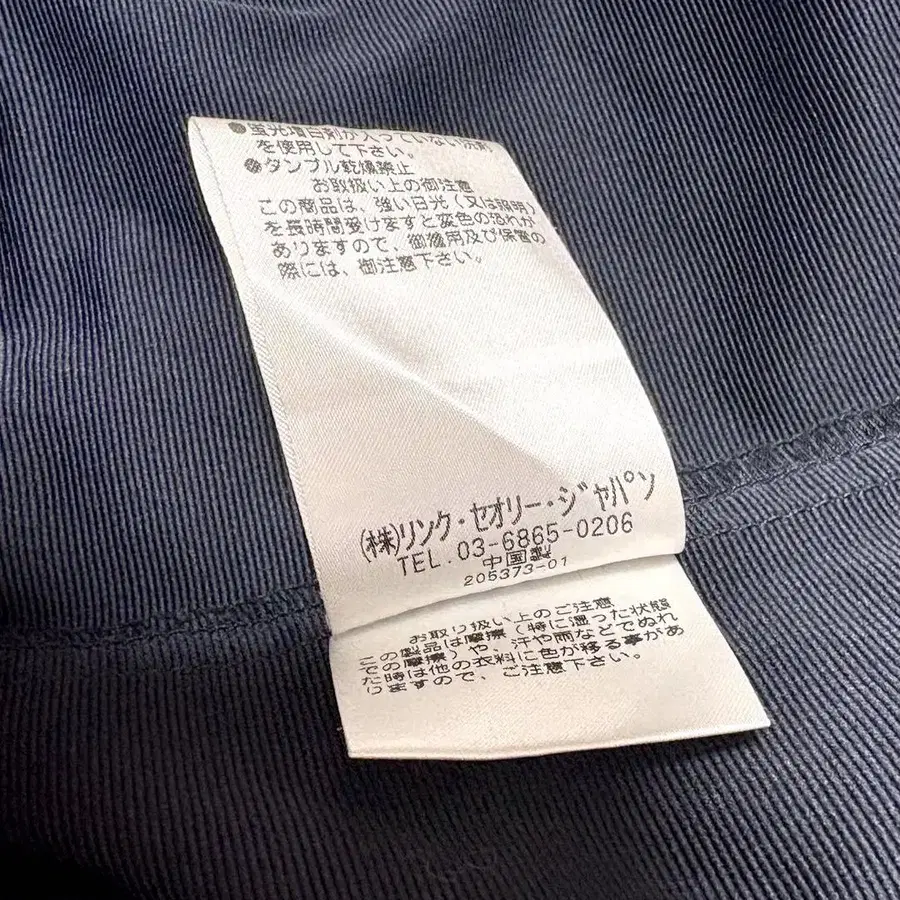 ●蛍光増白剤が入っていない洗剤
を使用して下さい。
●タンブル乾燥禁止
お取扱い上の御注意
この商品は、強い日光(又は照明)
を長時間受けますと変色の恐れが
ありますので、御着用及び保管の
際には、御注意下さい。
(株)リンク・セオリー・ジャパン
TEL. 03-6865-0206
中国製
205373-01
お取り扱い上のご注意
この製品は摩擦(特に湿った状態
での摩擦)や、汗や雨などでぬれ
た時は他の衣料に色が移る事があ
りますので、ご注意下さい。